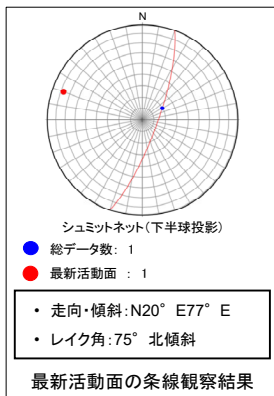 N
シュミットネット(下半球投影)
総データ数: 1
最新活動面 : 1
・ 走向・傾斜:N20° E77° E
・ レイク角:75° 北傾斜
最新活動面の条線観察結果